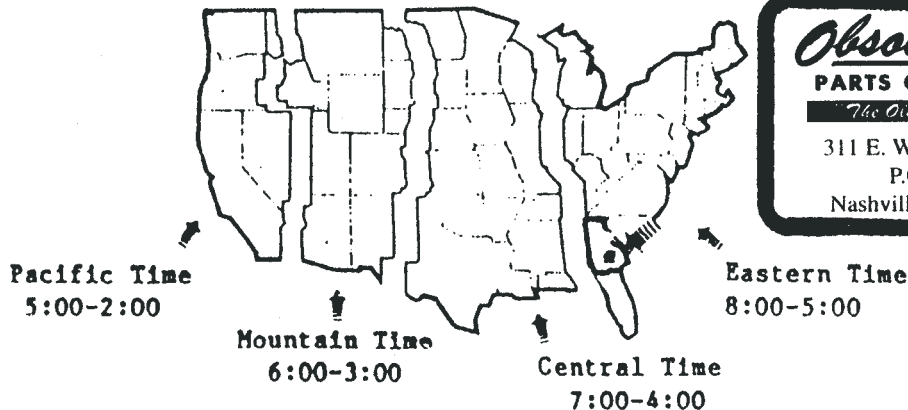 PARTS
311 E. W
Nashvill
Pacific Time
5:00-2:00
Mountain Time
6:00-3:00
Central Time
7:00-4:00
Eastern Time
8:00-5:00